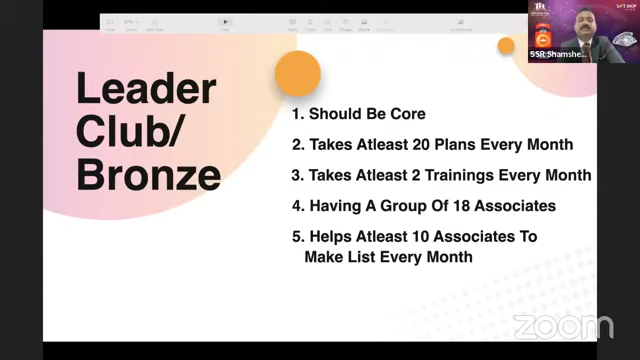 SSR Shamshe...
Leader
Club/
Bronze
1. Should Be Core
2. Takes Atleast 20 Plans Every Month
3. Takes Atleast 2 Trainings Every Month
4. Having A Group Of 18 Associates
5. Helps Atleast 10 Associates To
Make List Every Month
zoom